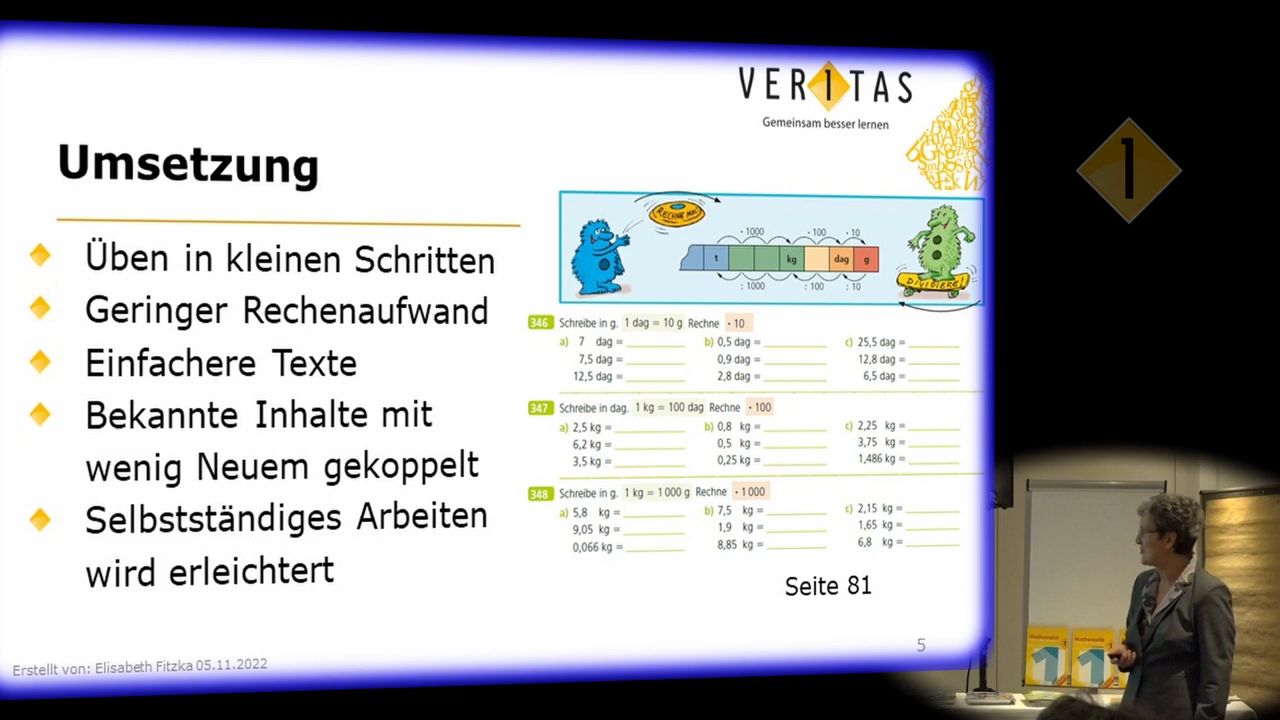 VER1TAS
Gemeinsam besser lernen
1
Umsetzung
Üben in kleinen Schritten
Geringer Rechenaufwand
Einfachere Texte
Bekannte Inhalte mit
wenig Neuem gekoppelt
Selbstständiges Arbeiten
wird erleichtert
RECHNE MAL
· 1000 · 100 · 10
t kg dag g
: 1000 : 100 : 10
DIVIDIERE!
346 Schreibe in g. 1 dag = 10 g Rechne · 10
a) 7 dag = b) 0,5 dag = c) 25,5 dag =
7,5 dag = 0,9 dag = 12,8 dag =
12,5 dag = 2,8 dag = 6,5 dag =
347 Schreibe in dag. 1 kg = 100 dag Rechne · 100
a) 2,5 kg = b) 0,8 kg = c) 2,25 kg =
6,2 kg = 0,5 kg = 3,75 kg =
3,5 kg = 0,25 kg = 1,486 kg =
348 Schreibe in g. 1 kg = 1000 g Rechne · 1000
a) 5,8 kg = b) 7,5 kg = c) 2,15 kg =
9,05 kg = 1,9 kg = 1,65 kg =
0,066 kg = 8,85 kg = 6,8 kg =
Seite 81
5
Erstellt von: Elisabeth Fitzka 05.11.2022
Mathematik 1 Mathematik
1 1